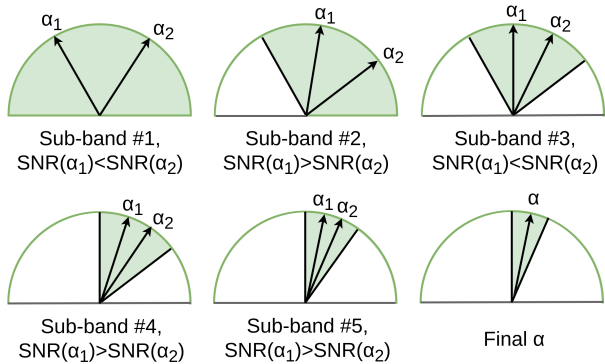 α₁ α₂
Sub-band #1,
SNR(α₁)<SNR(α₂)
α₁ α₂
Sub-band #2,
SNR(α₁)>SNR(α₂)
α₁ α₂
Sub-band #3,
SNR(α₁)<SNR(α₂)
α₁ α₂
Sub-band #4,
SNR(α₁)>SNR(α₂)
α₁ α₂
Sub-band #5,
SNR(α₁)>SNR(α₂)
α
Final α